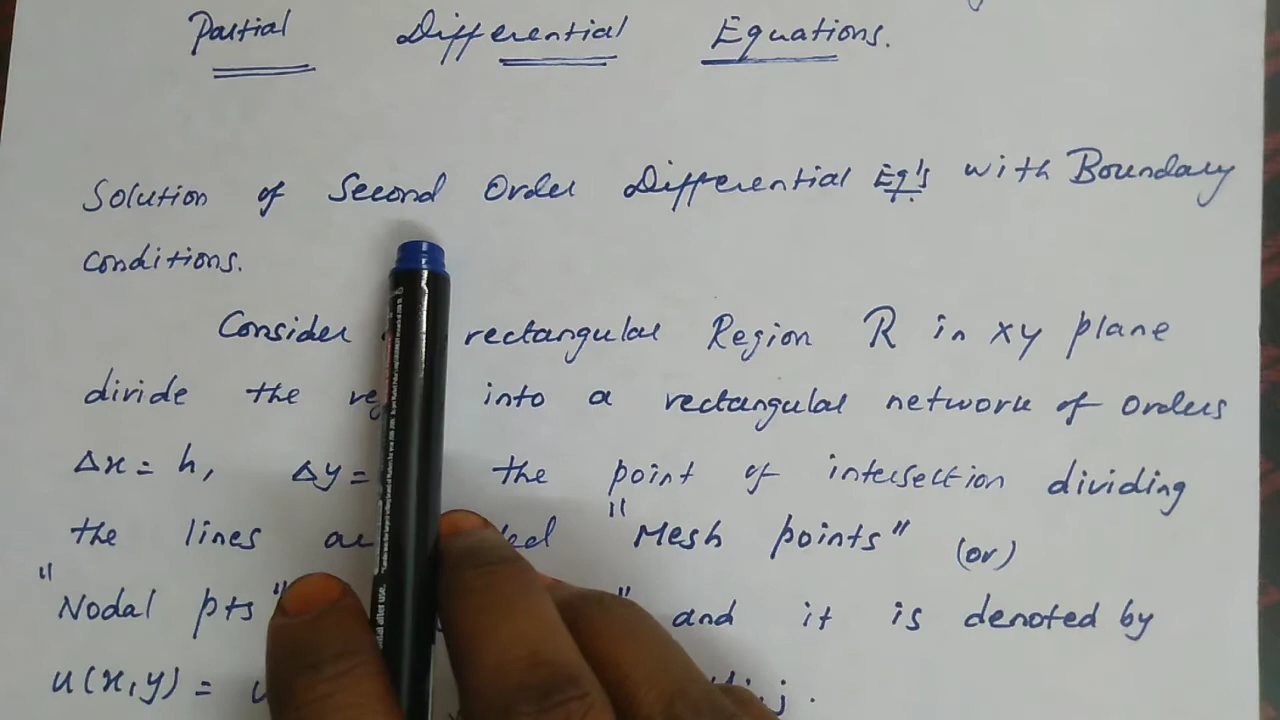 Partial Differential Equations.
Solution of Second Order Differential Eq's with Boundary
conditions.
Consider rectangular Region R in xy plane
divide the into a rectangular network of orders
Δx = h, Δy = the point of intersection dividing
the lines "Mesh points" (or)
"Nodal pts" " and it is denoted by
u(x,y) =